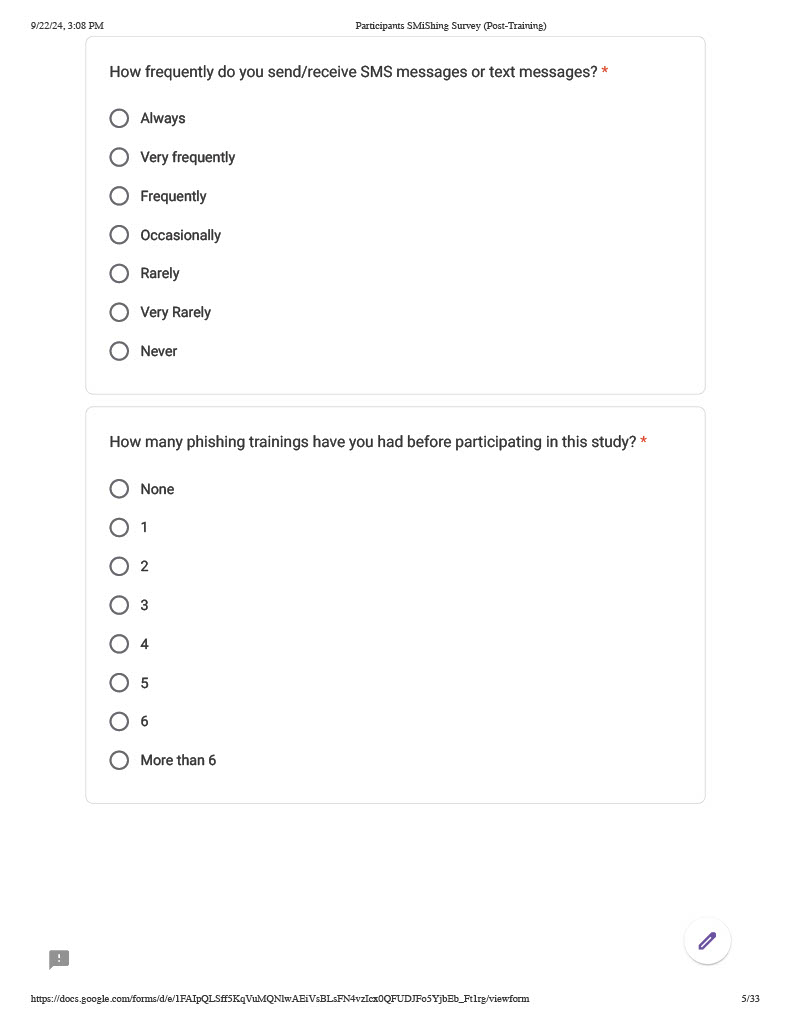 9/22/24, 3:08 PM
Participants SMiShing Survey (Post-Training)
How frequently do you send/receive SMS messages or text messages? *
Always
Very frequently
Frequently
Occasionally
Rarely
Very Rarely
Never
How many phishing trainings have you had before participating in this study? *
None
1
2
3
4
5
6
More than 6
https://docs.google.com/forms/d/e/1FAIpQLSff5KqVuMQNlwAEiVsBLsFN4vzIcx0QFUDJFo5YjbEb_Ft1rg/viewform
5/33